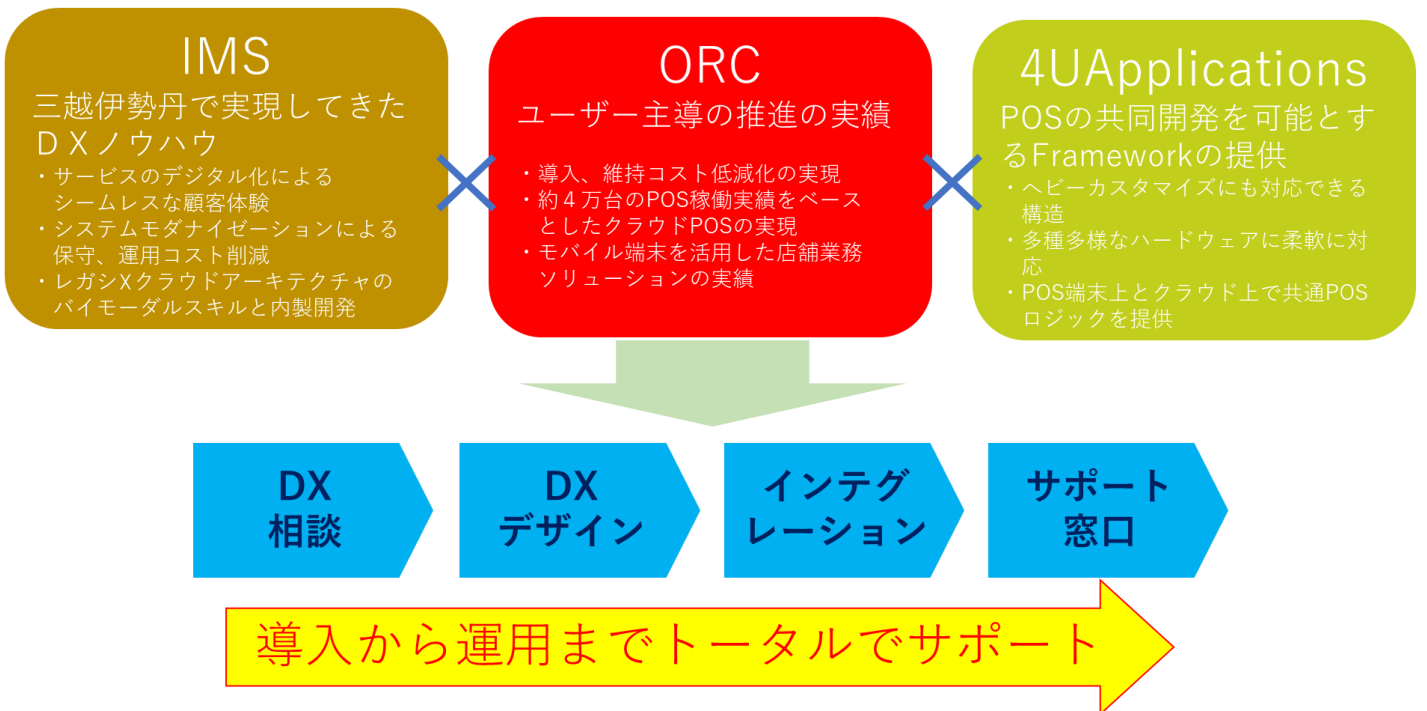 IMS
三越伊勢丹で実現してきた
ＤＸノウハウ
・サービスのデジタル化による
シームレスな顧客体験
・システムモダナイゼーションによる
保守、運用コスト削減
・レガシXクラウドアーキテクチャの
バイモーダルスキルと内製開発
ORC
ユーザー主導の推進の実績
・導入、維持コスト低減化の実現
・約４万台のPOS稼働実績をベース
としたクラウドPOSの実現
・モバイル端末を活用した店舗業務
ソリューションの実績
4UApplications
POSの共同開発を可能とす
るFrameworkの提供
・ヘビーカスタマイズにも対応できる
構造
・多種多様なハードウェアに柔軟に対
応
・POS端末上とクラウド上で共通POS
ロジックを提供
DX
相談
DX
デザイン
インテグ
レーション
サポート
窓口
導入から運用までトータルでサポート